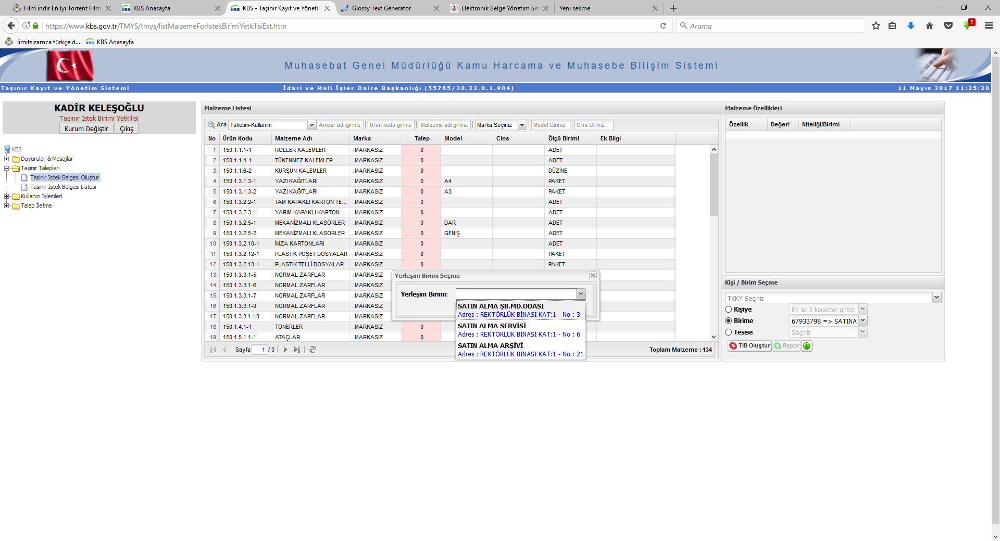 Film indir En İyi Torrent Film
KBS Anasayfa
KBS - Taşınır Kayıt ve Yönetim
Glossy Text Generator
Elektronik Belge Yönetim Sis
Yeni sekme
https://www.kbs.gov.tr/TMYS/tmys/listMalzemeForIstekBirimiYetkilisiExt.htm
Arama
limitsizamca türkçe d...
KBS Anasayfa
Muhasebat Genel Müdürlüğü Kamu Harcama ve Muhasebe Bilişim Sistemi
Taşınır Kayıt ve Yönetim Sistemi
İdari ve Mali İşler Daire Başkanlığı (55765/38.22.0.1.904)
11 Mayıs 2017 11:25:20
KADİR KELEŞOĞLU
Taşınır İstek Birimi Yetkilisi
Kurum Değiştir
Çıkış
KBS
Duyurular & Mesajlar
Taşınır Talepleri
Tasinir Istek Belgesi Oluştur
Tasinir Istek Belgesi Listesi
Kullanıcı İşlemleri
Talep İletme
Malzeme Listesi
Ara Tüketim-Kullanım Ambar adı giriniz. Ürün kodu giriniz Malzeme adı giriniz Marka Seçiniz Model Giriniz Cins Giriniz
No Ürün Kodu Malzeme Adı Marka Talep Model Cins Ölçü Birimi Ek Bilgi
1 150.1.1.1-1 ROLLER KALEMLER .MARKASIZ 0 ADET
2 150.1.1.4-1 TÜKENMEZ KALEMLER .MARKASIZ 0 ADET
3 150.1.1.6-2 KURŞUN KALEMLER .MARKASIZ 0 DÜZİNE
4 150.1.3.1.3-1 YAZI KAĞITLARI .MARKASIZ 0 A4 PAKET
5 150.1.3.1.3-2 YAZI KAĞITLARI .MARKASIZ 0 A3 PAKET
6 150.1.3.2.2-1 TAM KAPAKLI KARTON TE... .MARKASIZ 0 ADET
7 150.1.3.2.3-1 YARIM KAPAKLI KARTON ... .MARKASIZ 0 ADET
8 150.1.3.2.5-1 MEKANİZMALI KLASÖRLER .MARKASIZ 0 DAR ADET
9 150.1.3.2.5-2 MEKANİZMALI KLASÖRLER .MARKASIZ 0 GENİŞ ADET
10 150.1.3.2.10-1 İMZA KARTONLARI .MARKASIZ 0 ADET
11 150.1.3.2.12-1 PLASTİK POŞET DOSYALAR .MARKASIZ 0 PAKET
12 150.1.3.2.13-1 PLASTİK TELLİ DOSYALAR .MARKASIZ 0 PAKET
13 150.1.3.3.1-5 NORMAL ZARFLAR .MARKASIZ
14 150.1.3.3.1-6 NORMAL ZARFLAR .MARKASIZ
15 150.1.3.3.1-7 NORMAL ZARFLAR .MARKASIZ
16 150.1.3.3.1-9 NORMAL ZARFLAR .MARKASIZ
17 150.1.3.3.1-10 NORMAL ZARFLAR .MARKASIZ
18 150.1.4.1-1 TONERLER .MARKASIZ 0
19 150.1.5.1.1-1 ATAÇLAR .MARKASIZ 0
Sayfa 1 / 3
Toplam Malzeme : 134
Yerleşim Birimi Seçme
Yerleşim Birimi:
SATIN ALMA ŞB.MD.ODASI
Adres : REKTÖRLÜK BİNASI KAT:1 - No : 3
SATIN ALMA SERVİSİ
Adres : REKTÖRLÜK BİNASI KAT:1 - No : 6
SATIN ALMA ARŞİVİ
Adres : REKTÖRLÜK BİNASI KAT:1 - No : 21
Malzeme Özellikleri
Özellik Değeri Niteliği/Birimi
Kişi / Birim Seçme
TKKY Seçiniz
Kişiye En az 3 karakter giriniz
Birime 67933798 => SATINA
Tesise Seçiniz
TIB Oluştur Rapor